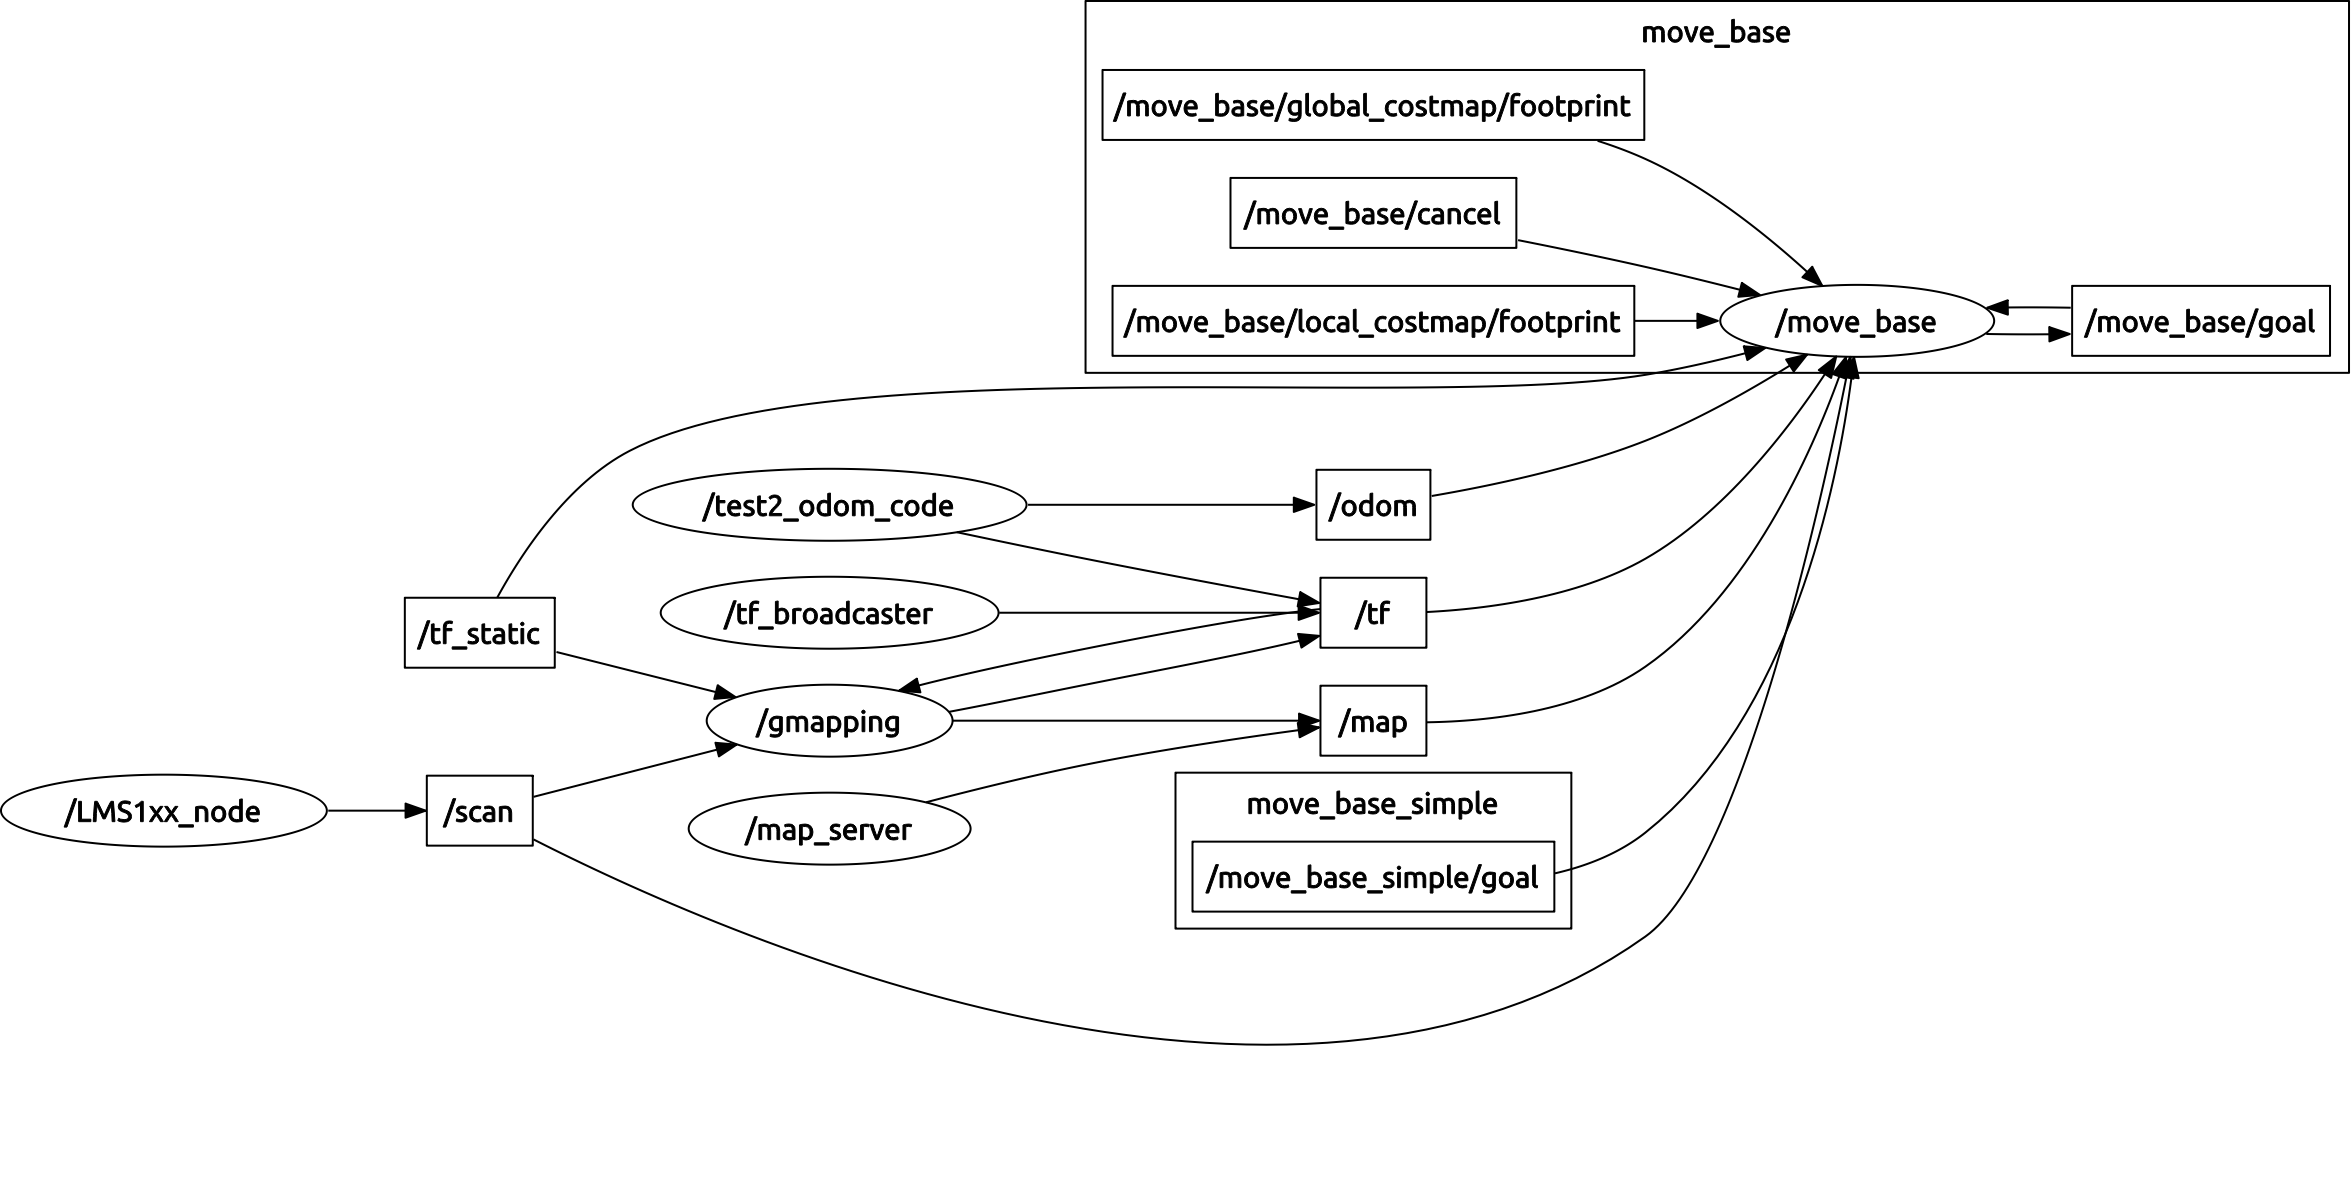 move_base
/move_base/global_costmap/footprint
/move_base/cancel
/move_base/local_costmap/footprint
/move_base
/move_base/goal
/test2_odom_code
/odom
/tf_static
/tf_broadcaster
/tf
/gmapping
/map
/LMS1xx_node
/scan
/map_server
move_base_simple
/move_base_simple/goal